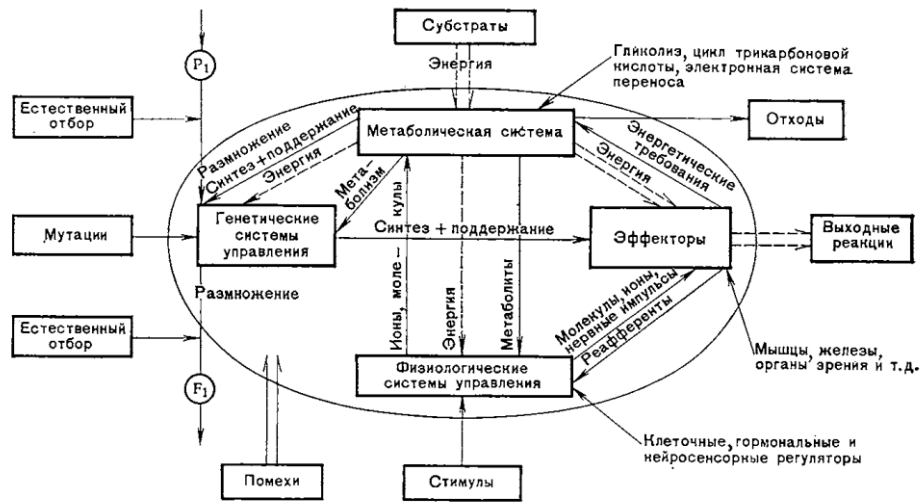 Субстраты
P1
Энергия
Гликолиз, цикл трикарбоновой
кислоты, электронная система
переноса
Естественный
отбор
Метаболическая система
Отходы
Размножение
Синтез+поддержание
Энергия
Мета-
болизм
Энергетические
требования
Энергия
Мутации
Генетические
системы
управления
Синтез + поддержание
Эффекторы
Выходные
реакции
Размножение
Ионы, моле-
кулы
Энергия
Метаболиты
Молекулы, ионы,
нервные импульсы
Реафференты
Естественный
отбор
Физиологические
системы управления
Мышцы, железы,
органы зрения и т.д.
F1
Клеточные, гормональные и
нейросенсорные регуляторы
Помехи
Стимулы